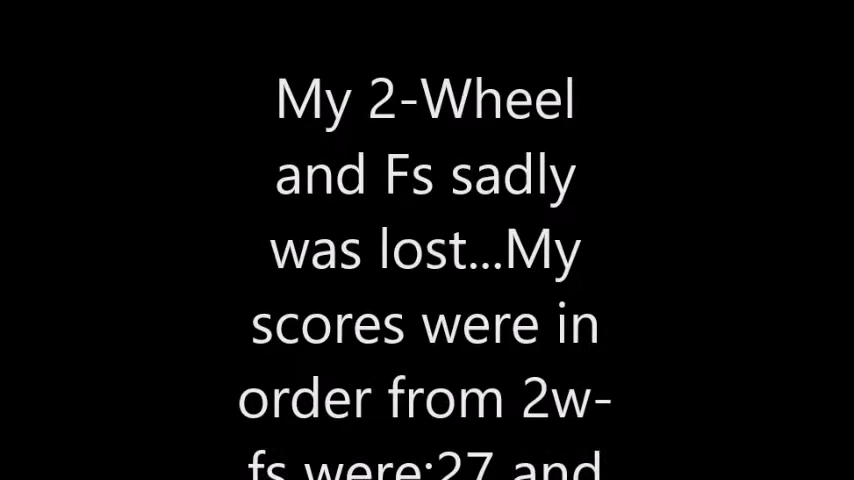 My 2-Wheel
and Fs sadly
was lost...My
scores were in
order from 2w-
fs were:27 and